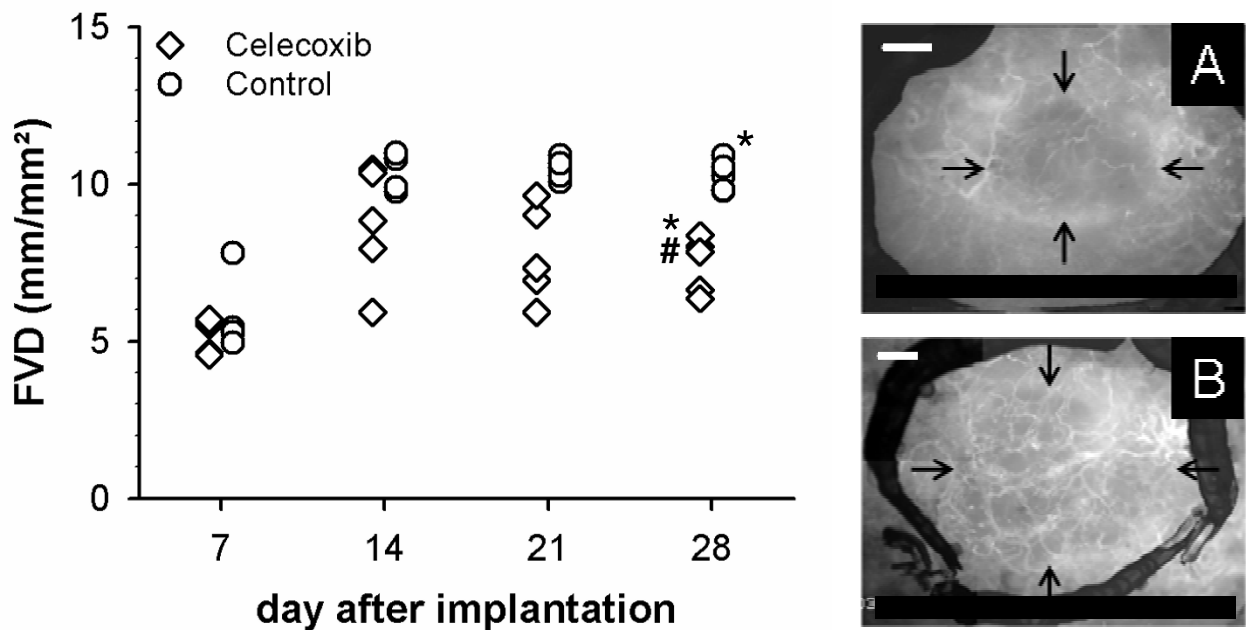 15
10
5
0
FVD (mm/mm²)
Celecoxib
Control
*
*
#
7 14 21 28
day after implantation
A
B